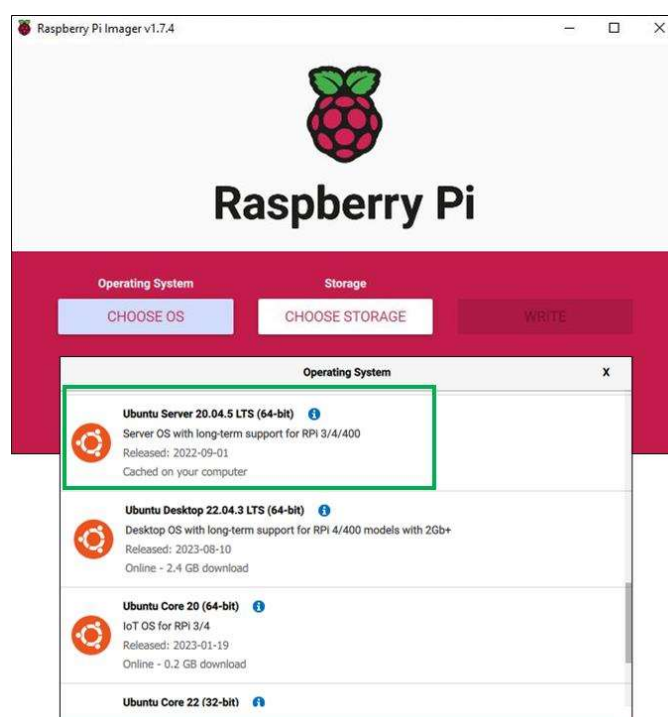 Raspberry Pi Imager v1.7.4
Raspberry Pi
Operating System Storage
CHOOSE OS CHOOSE STORAGE WRITE
Operating System X
Ubuntu Server 20.04.5 LTS (64-bit)
Server OS with long-term support for RPi 3/4/400
Released: 2022-09-01
Cached on your computer
Ubuntu Desktop 22.04.3 LTS (64-bit)
Desktop OS with long-term support for RPi 4/400 models with 2Gb+
Released: 2023-08-10
Online - 2.4 GB download
Ubuntu Core 20 (64-bit)
IoT OS for RPi 3/4
Released: 2023-01-19
Online - 0.2 GB download
Ubuntu Core 22 (32-bit)